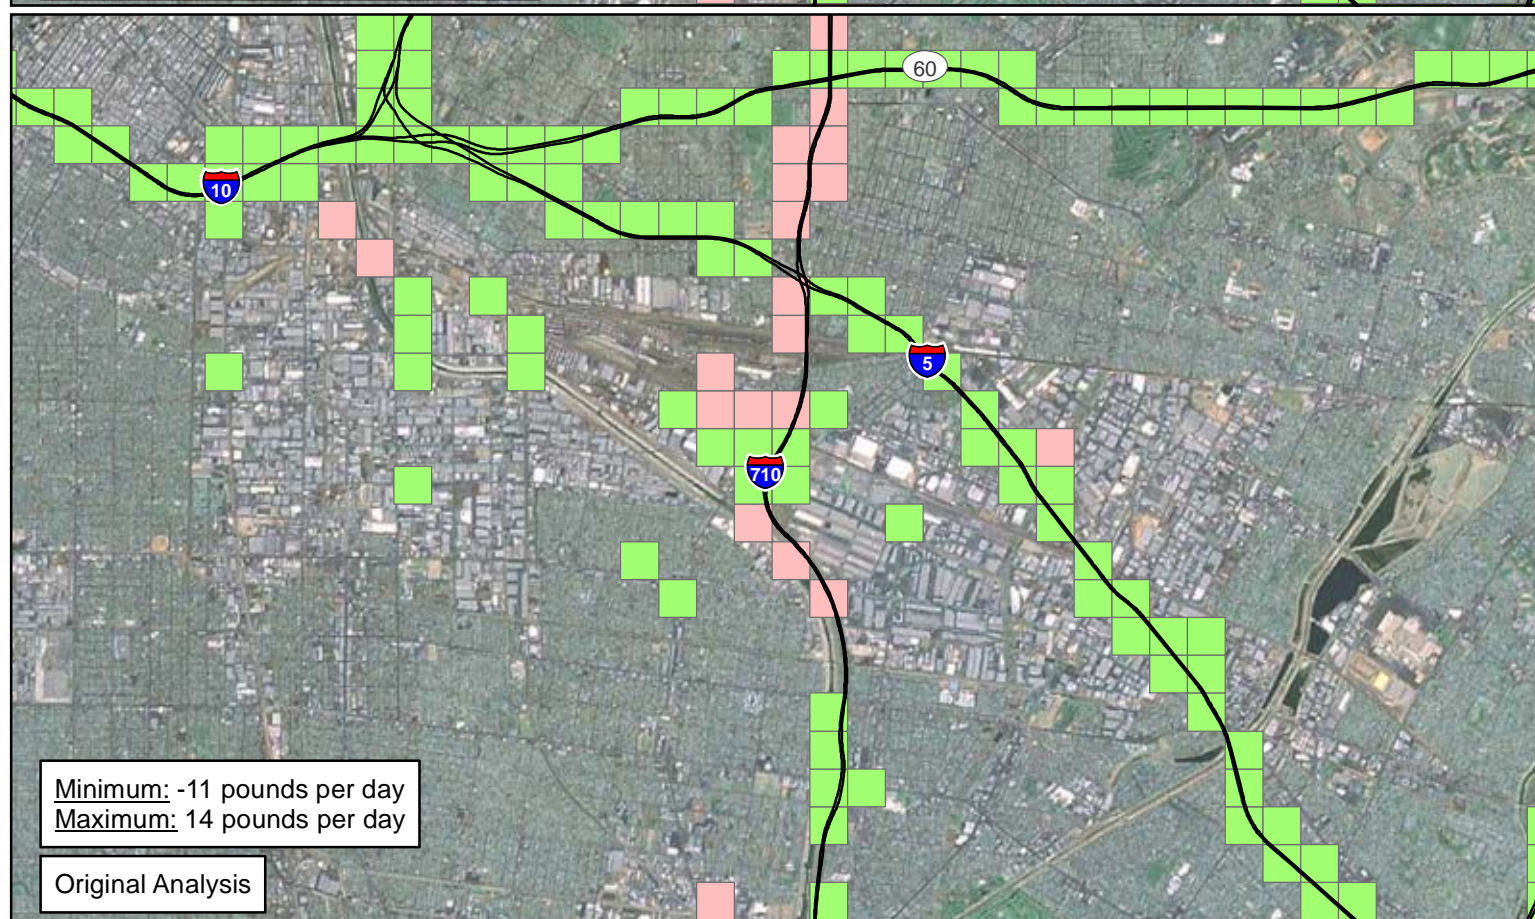 60
10
5
710
Minimum: -11 pounds per day
Maximum: 14 pounds per day
Original Analysis